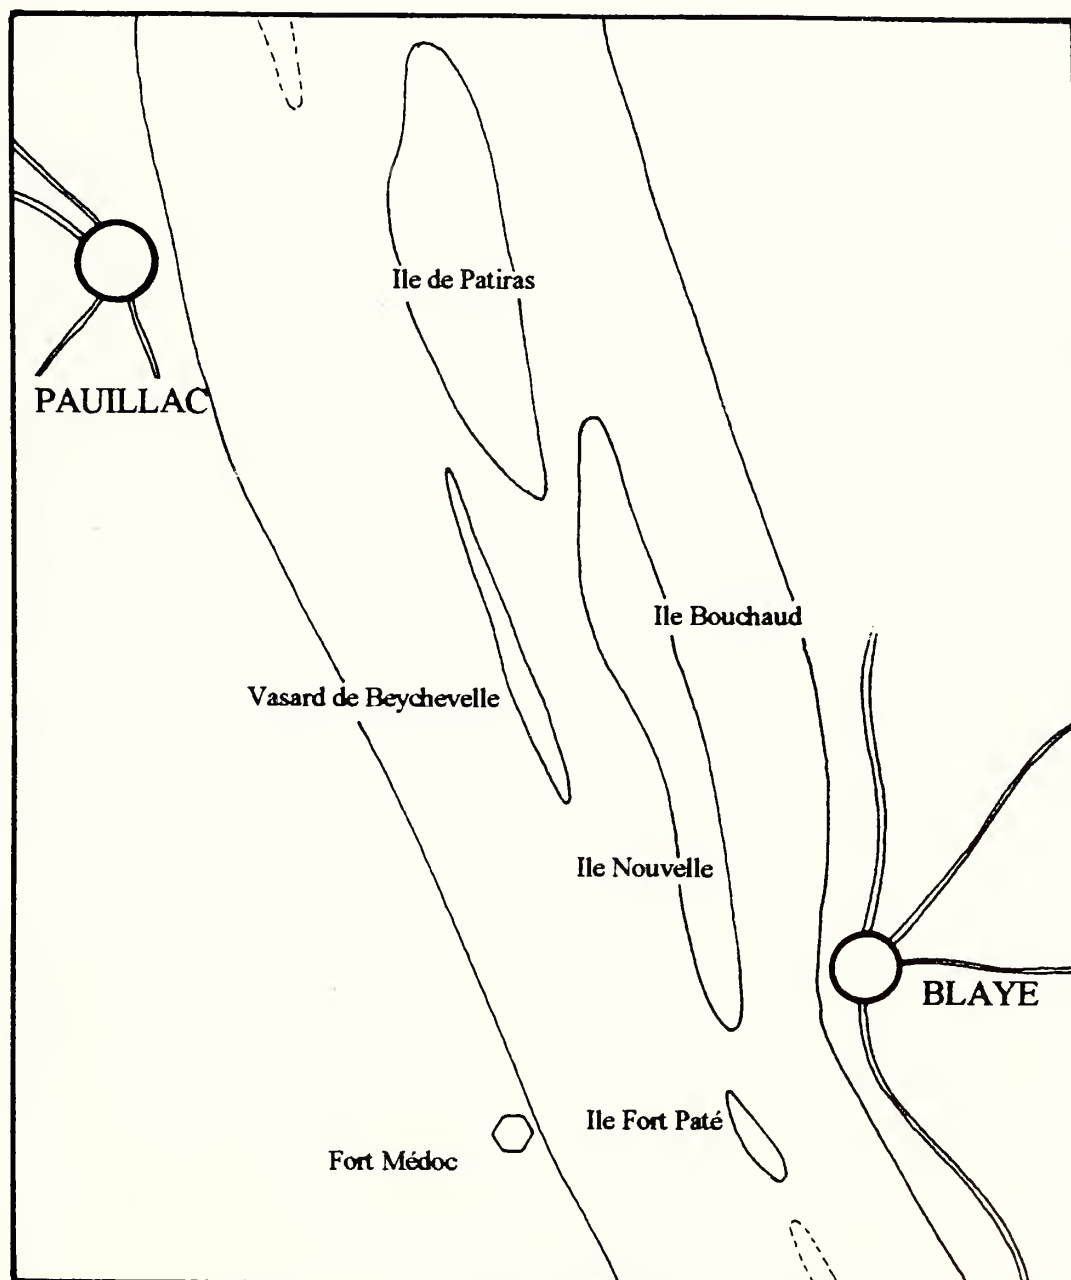 Ile de Patiras
PAUILLAC
Ile Bouchaud
Vasard de Beychevelle
Ile Nouvelle
BLAYE
Ile Fort Paté
Fort Médoc